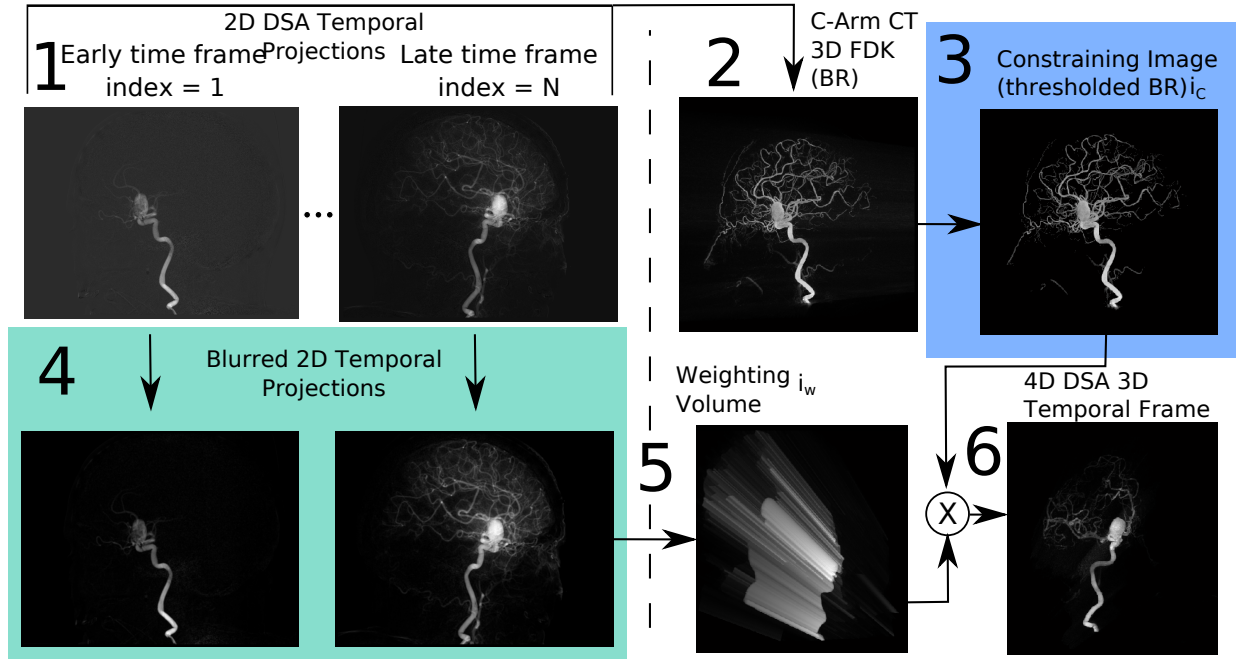 1
2D DSA Temporal
Projections
Early time frame
index = 1
Late time frame
index = N
...
2
C-Arm CT
3D FDK
(BR)
3
Constraining Image
(thresholded BR)i_C
4
Blurred 2D Temporal
Projections
5
Weighting i_w
Volume
X
6
4D DSA 3D
Temporal Frame